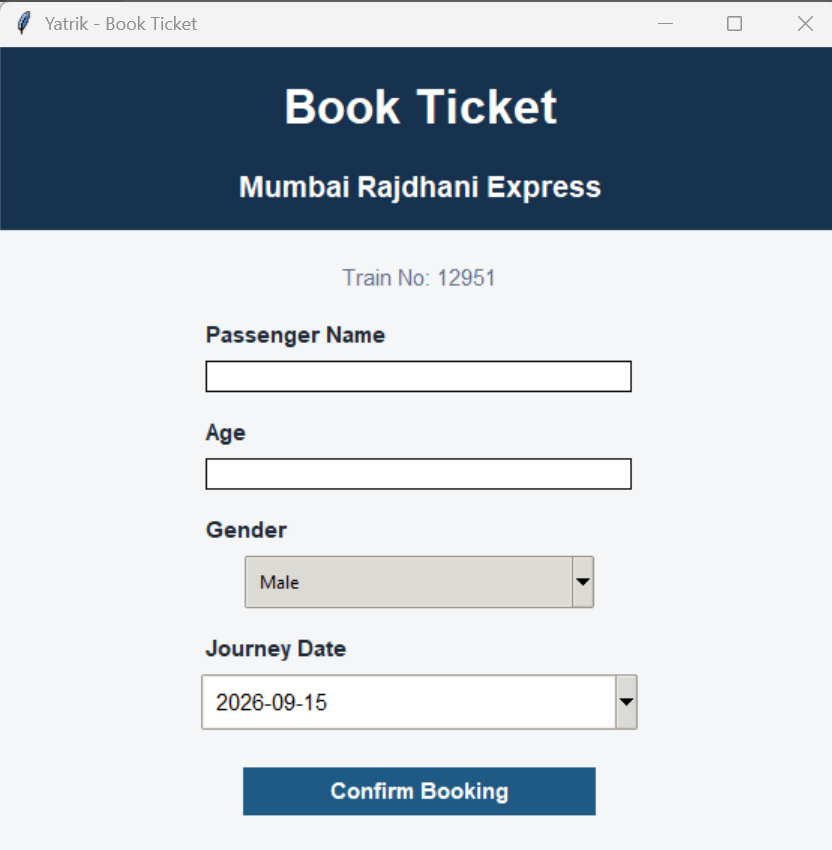 Yatrik - Book Ticket
Book Ticket
Mumbai Rajdhani Express
Train No: 12951
Passenger Name
Age
Gender
Male
Journey Date
2026-09-15
Confirm Booking